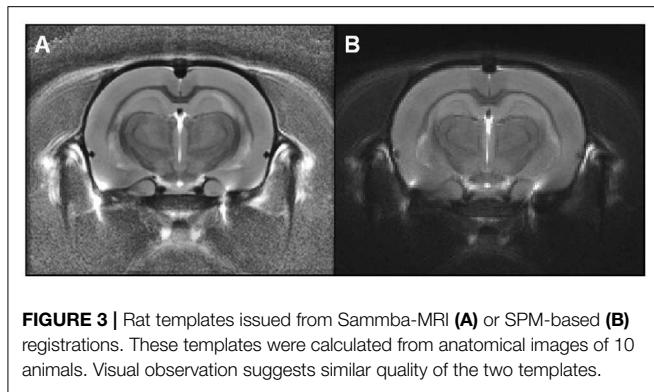 A
B
FIGURE 3 | Rat templates issued from Sammba-MRI (A) or SPM-based (B)
registrations. These templates were calculated from anatomical images of 10
animals. Visual observation suggests similar quality of the two templates.